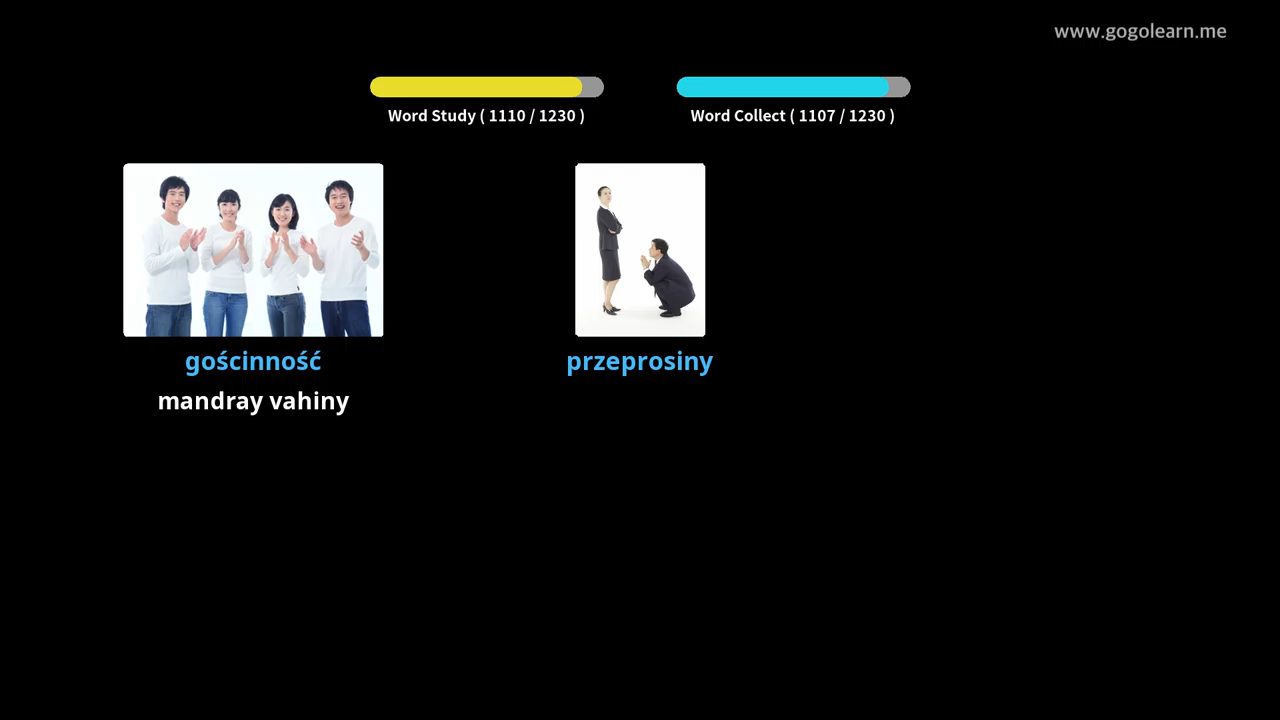 www.gogolearn.me
Word Study ( 1110 / 1230 )
Word Collect ( 1107 / 1230 )
gościnność
przeprosiny
mandray vahiny